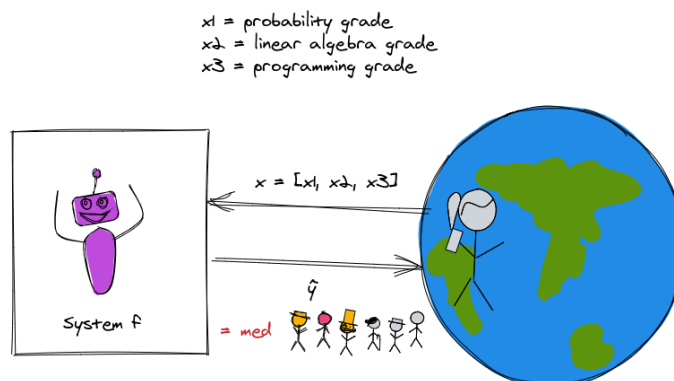 x1 = probability grade
x2 = linear algebra grade
x3 = programming grade
x = [x1, x2, x3]
ŷ
System f
= med